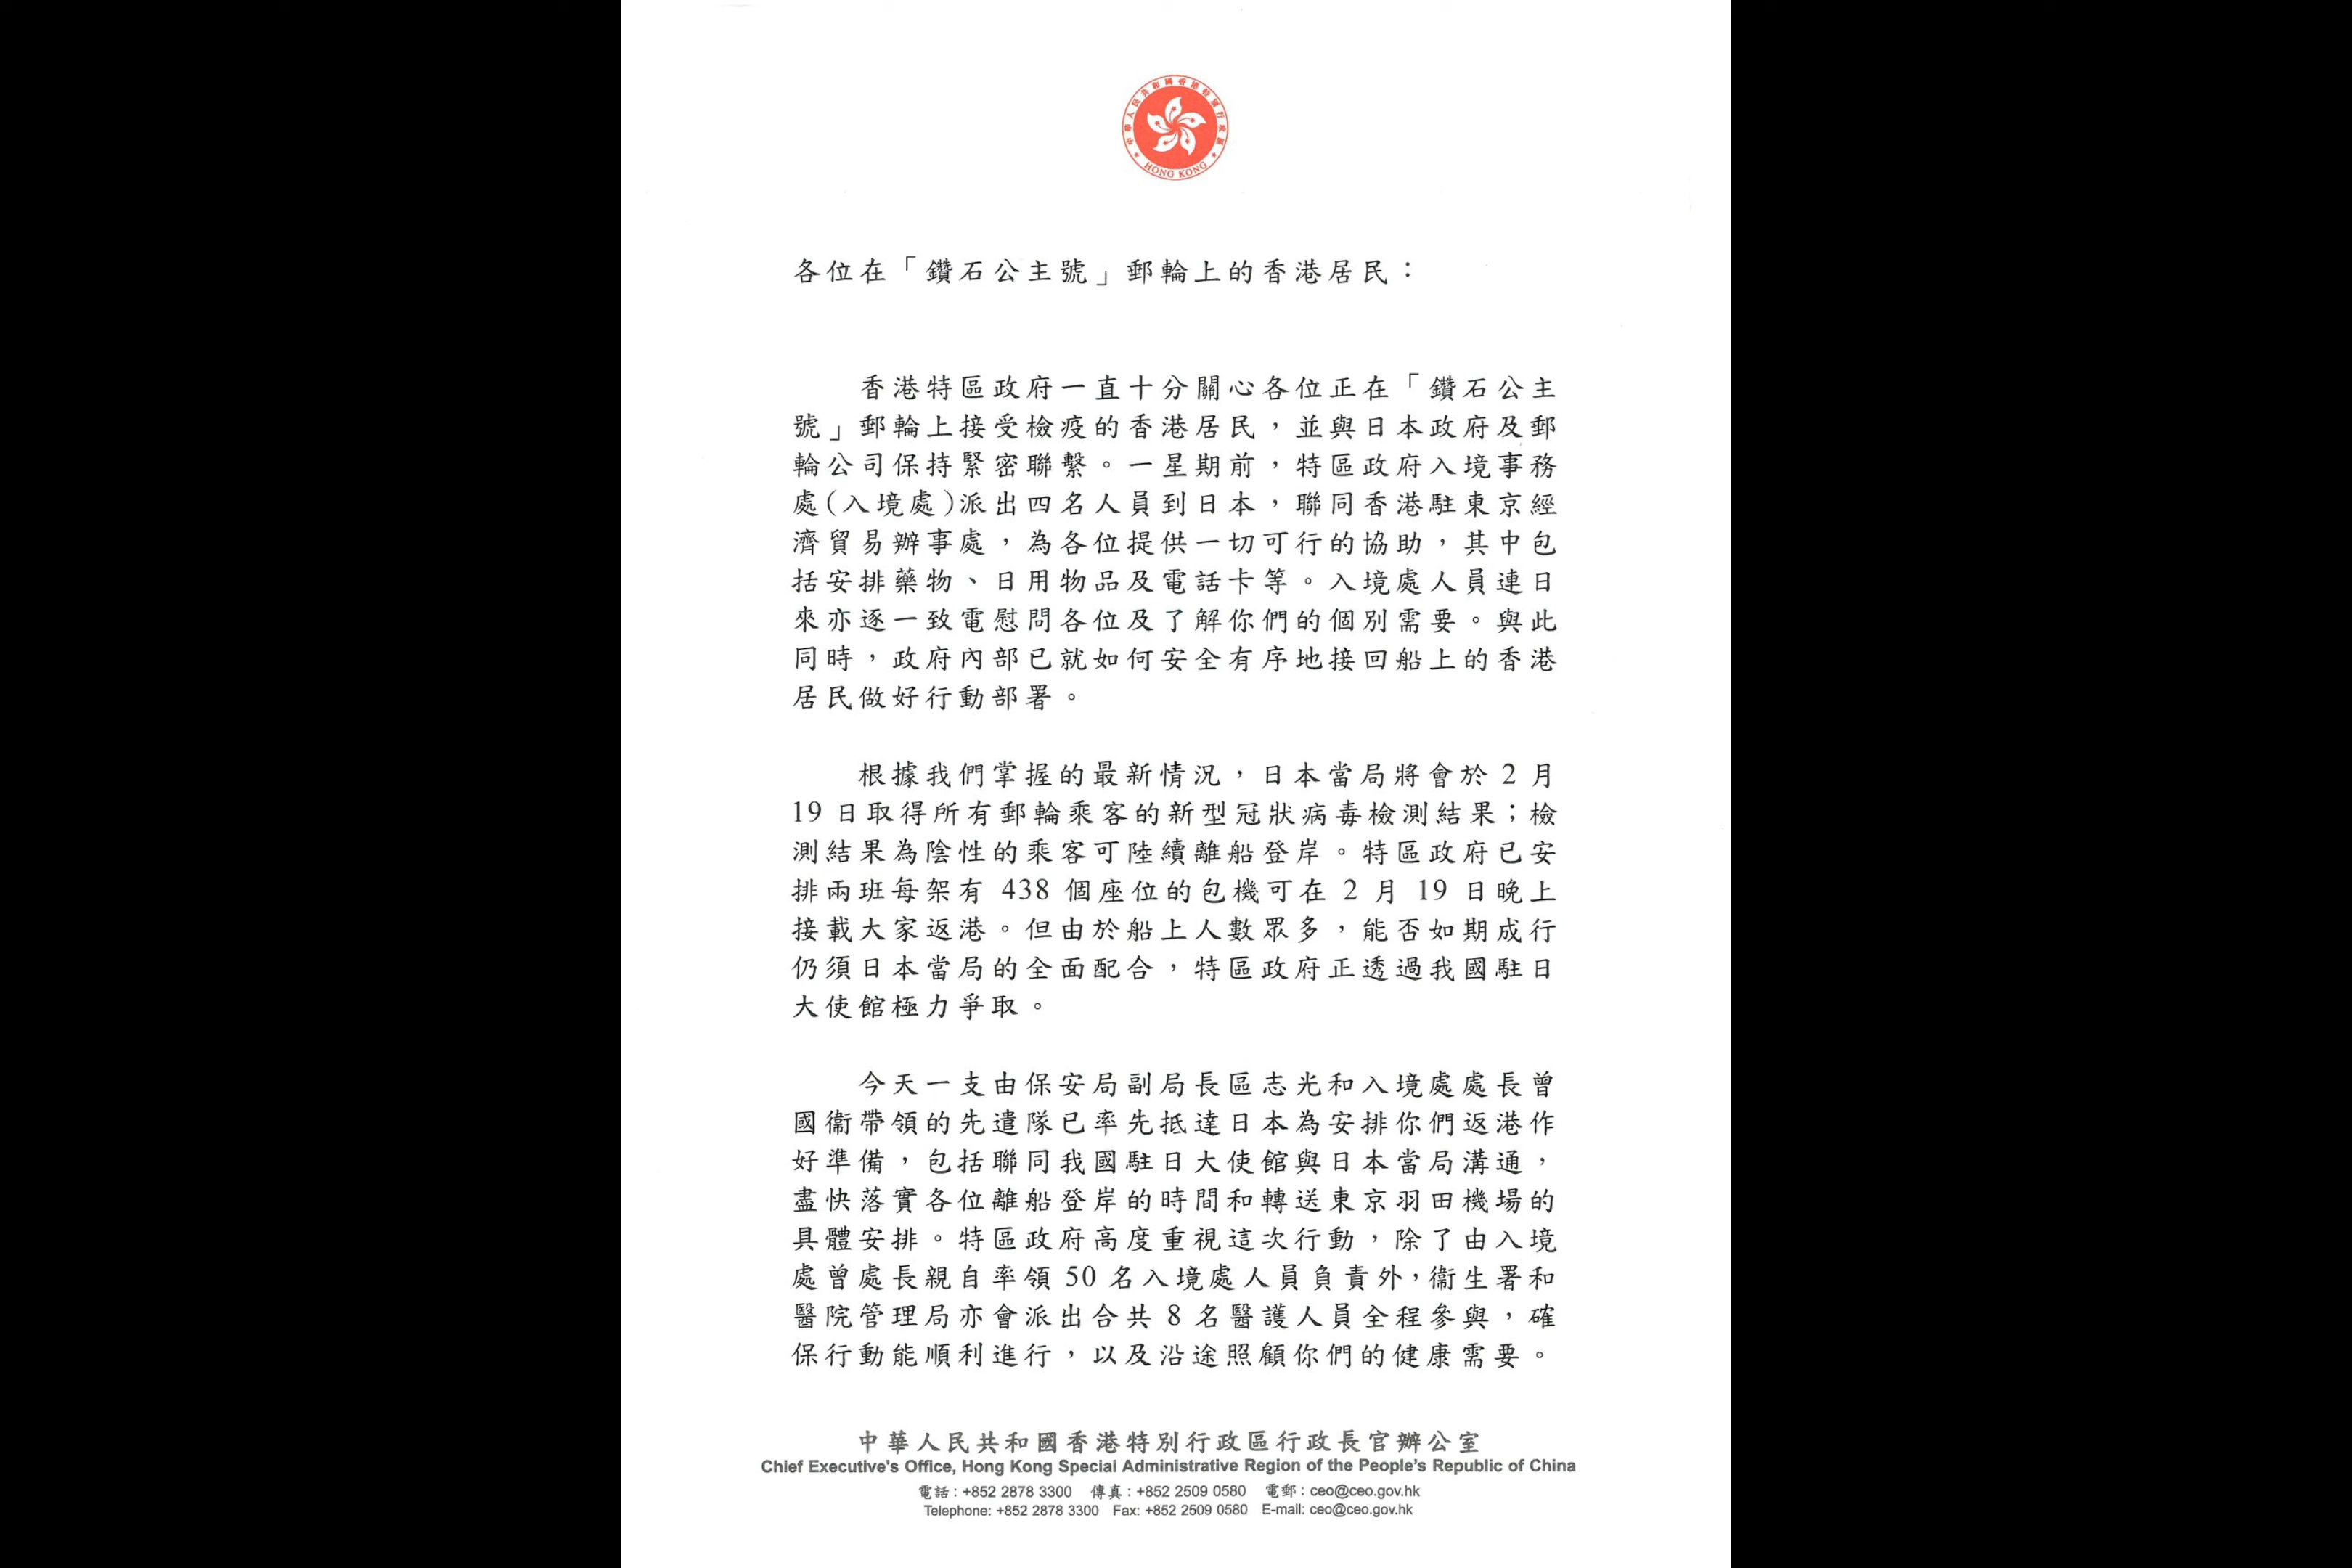 中華人民共和國香港特別行政區
HONG KONG
各位在「鑽石公主號」郵輪上的香港居民：
香港特區政府一直十分關心各位正在「鑽石公主
號」郵輪上接受檢疫的香港居民，並與日本政府及郵
輪公司保持緊密聯繫。一星期前，特區政府入境事務
處(入境處)派出四名人員到日本，聯同香港駐東京經
濟貿易辦事處，為各位提供一切可行的協助，其中包
括安排藥物、日用物品及電話卡等。入境處人員連日
來亦逐一致電慰問各位及了解你們的個別需要。與此
同時，政府內部已就如何安全有序地接回船上的香港
居民做好行動部署。
根據我們掌握的最新情況，日本當局將會於 2 月
19 日取得所有郵輪乘客的新型冠狀病毒檢測結果；檢
測結果為陰性的乘客可陸續離船登岸。特區政府已安
排兩班每架有 438 個座位的包機可在 2 月 19 日晚上
接載大家返港。但由於船上人數眾多，能否如期成行
仍須日本當局的全面配合，特區政府正透過我國駐日
大使館極力爭取。
今天一支由保安局副局長區志光和入境處處長曾
國衞帶領的先遣隊已率先抵達日本為安排你們返港作
好準備，包括聯同我國駐日大使館與日本當局溝通，
盡快落實各位離船登岸的時間和轉送東京羽田機場的
具體安排。特區政府高度重視這次行動，除了由入境
處曾處長親自率領 50 名入境處人員負責外，衞生署和
醫院管理局亦會派出合共 8 名醫護人員全程參與，確
保行動能順利進行，以及沿途照顧你們的健康需要。
中華人民共和國香港特別行政區行政長官辦公室
Chief Executive's Office, Hong Kong Special Administrative Region of the People's Republic of China
電話：+852 2878 3300 傳真：+852 2509 0580 電郵：ceo@ceo.gov.hk
Telephone: +852 2878 3300 Fax: +852 2509 0580 E-mail: ceo@ceo.gov.hk